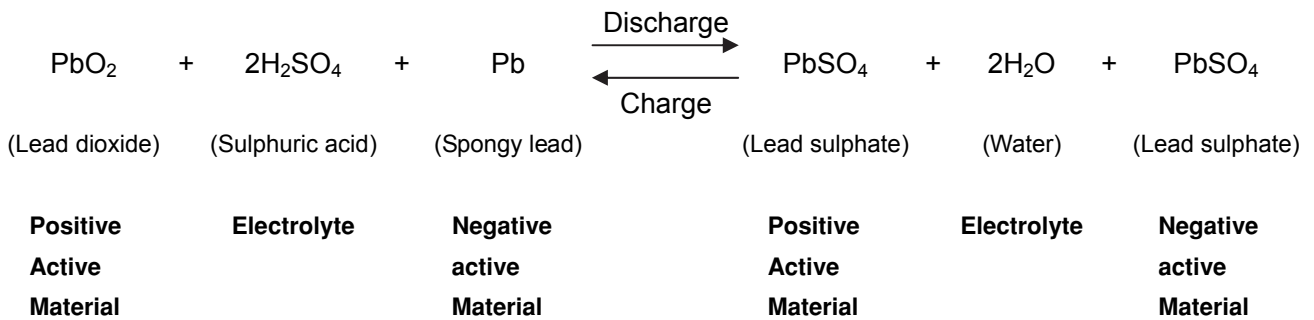 Discharge
PbO₂ + 2H₂SO₄ + Pb PbSO₄ + 2H₂O + PbSO₄
Charge
(Lead dioxide) (Sulphuric acid) (Spongy lead) (Lead sulphate) (Water) (Lead sulphate)
Positive Electrolyte Negative Positive Electrolyte Negative
Active active Active active
Material Material Material Material